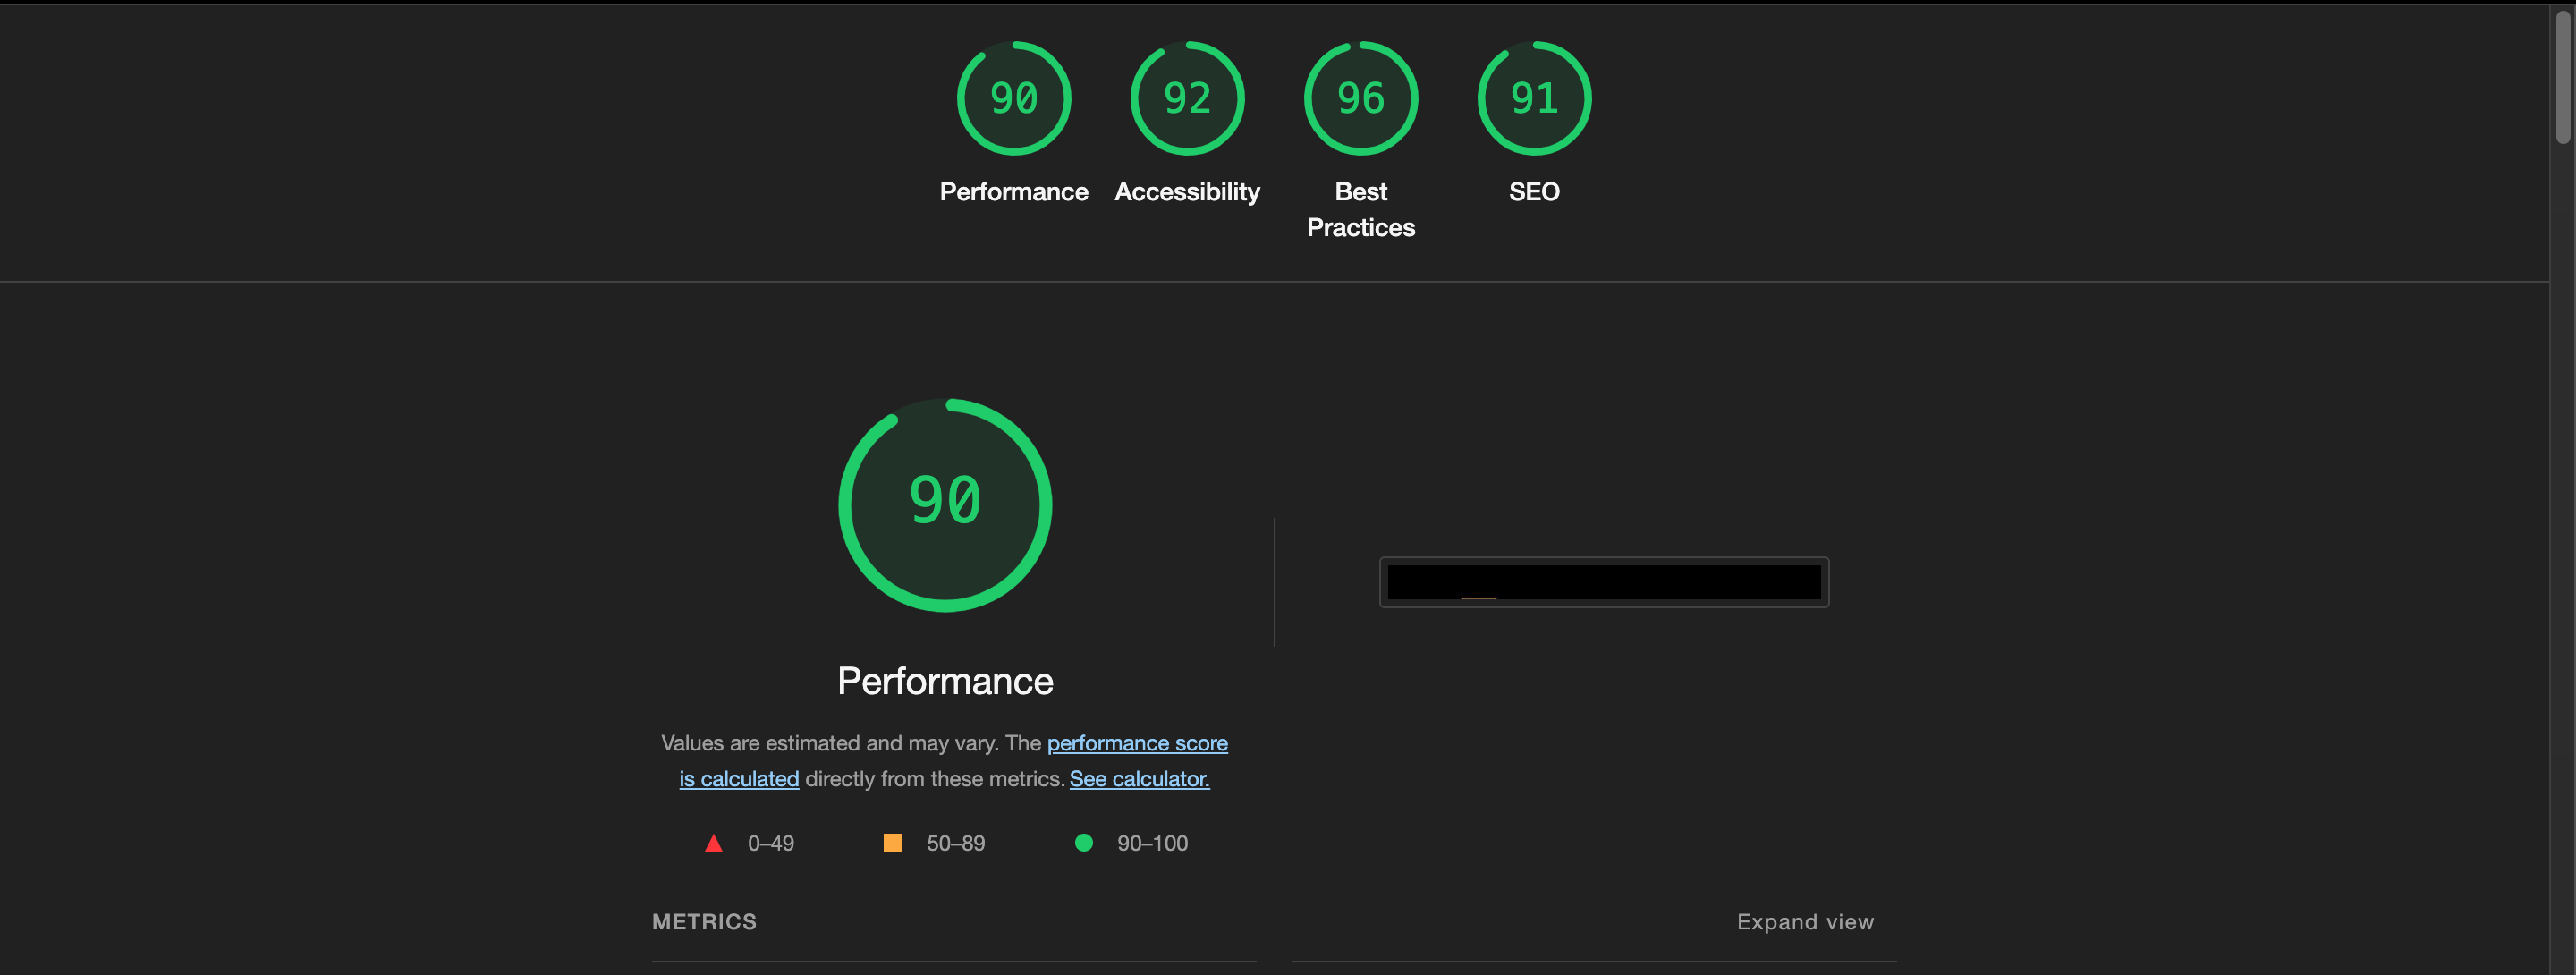 90
92
96
91
Performance
Accessibility
Best
Practices
SEO
90
Performance
Values are estimated and may vary. The performance score
is calculated directly from these metrics. See calculator.
0–49
50–89
90–100
METRICS
Expand view